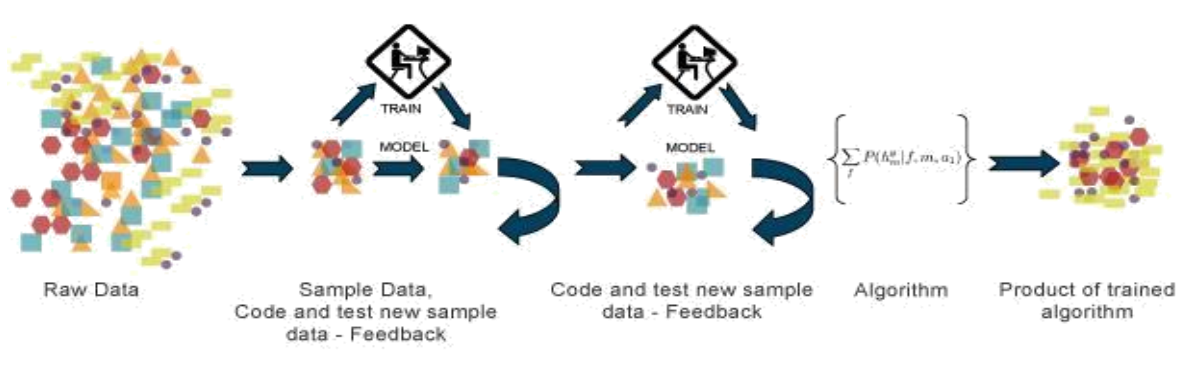 TRAIN
MODEL
TRAIN
MODEL
Raw Data
Sample Data,
Code and test new sample
data - Feedback
Code and test new sample
data - Feedback
Algorithm
Product of trained
algorithm